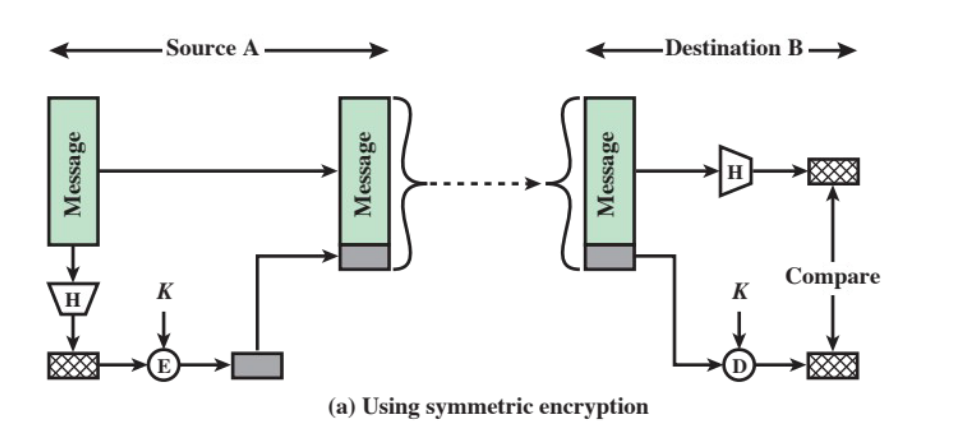 Source A
Destination B
Message
Message
Message
H
H
K
K
Compare
E
D
(a) Using symmetric encryption